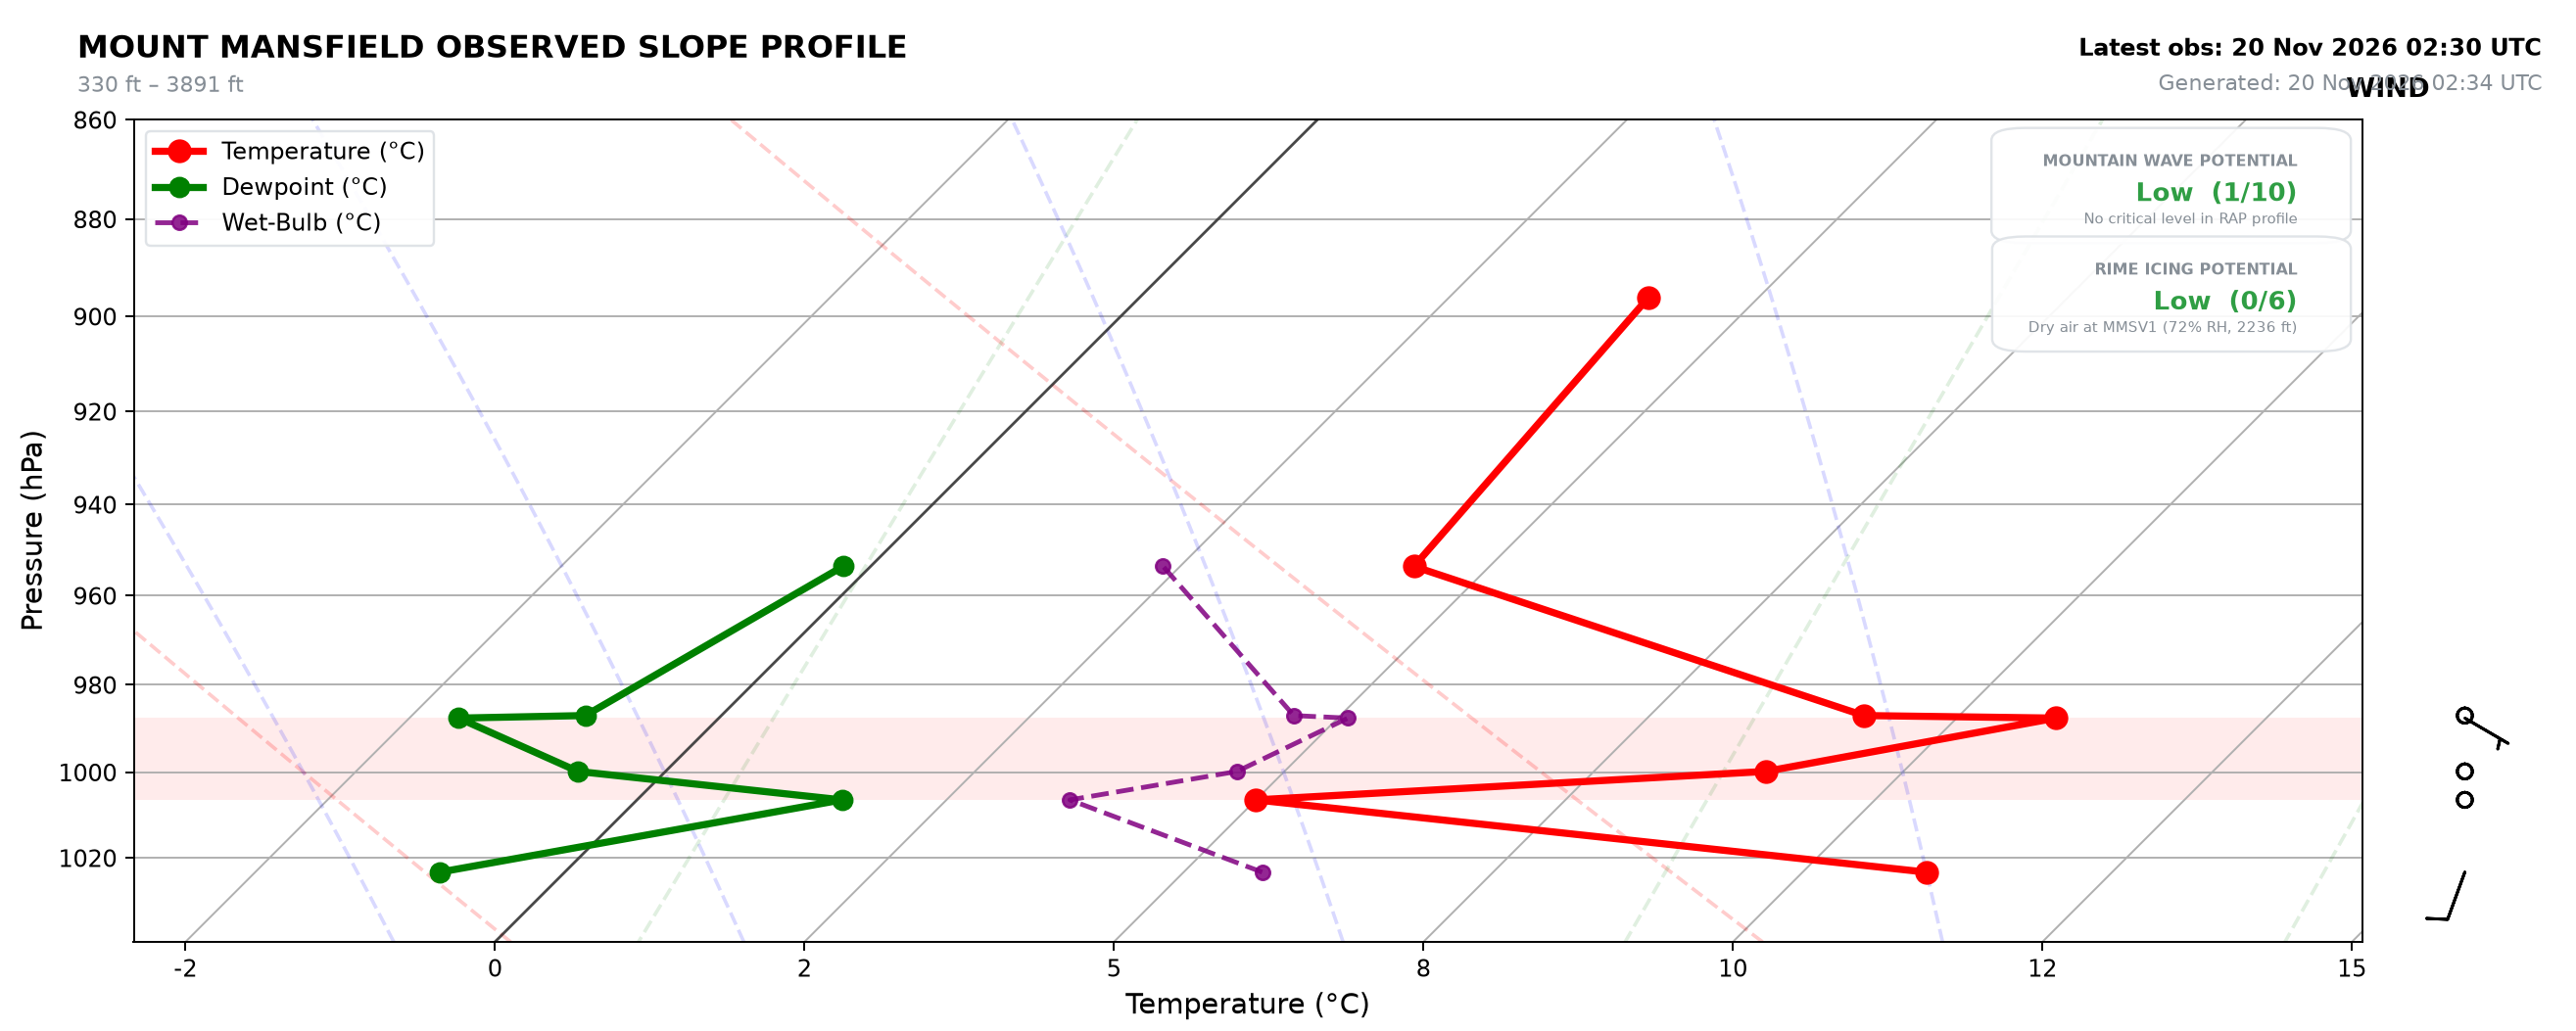 MOUNT MANSFIELD OBSERVED SLOPE PROFILE
330 ft – 3891 ft
Latest obs: 20 Nov 2026 02:30 UTC
Generated: 20 Nov 2026 02:34 UTC
WIND
Temperature (°C)
Dewpoint (°C)
Wet-Bulb (°C)
MOUNTAIN WAVE POTENTIAL
Low (1/10)
No critical level in RAP profile
RIME ICING POTENTIAL
Low (0/6)
Dry air at MMSV1 (72% RH, 2236 ft)
Pressure (hPa)
860
880
900
920
940
960
980
1000
1020
-2 0 2 5 8 10 12 15
Temperature (°C)